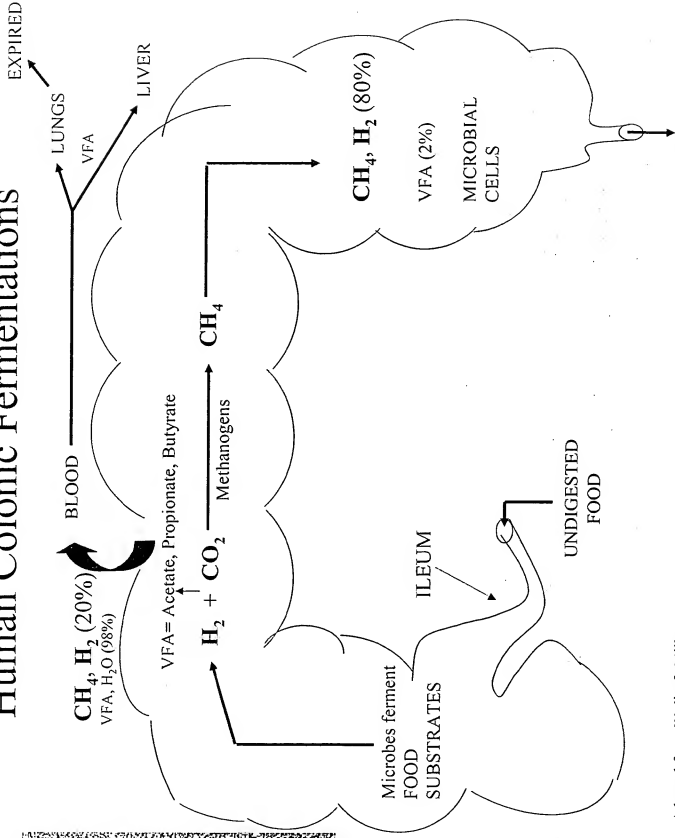 Human Colonic Fermentations
EXPIRED
LUNGS
VFA
LIVER
BLOOD
CH₄, H₂ (20%)
VFA, H₂O (98%)
VFA= Acetate, Propionate, Butyrate
H₂ + CO₂
Methanogens
CH₄
CH₄, H₂ (80%)
VFA (2%)
MICROBIAL
CELLS
Microbes ferment
FOOD
SUBSTRATES
ILEUM
UNDIGESTED
FOOD